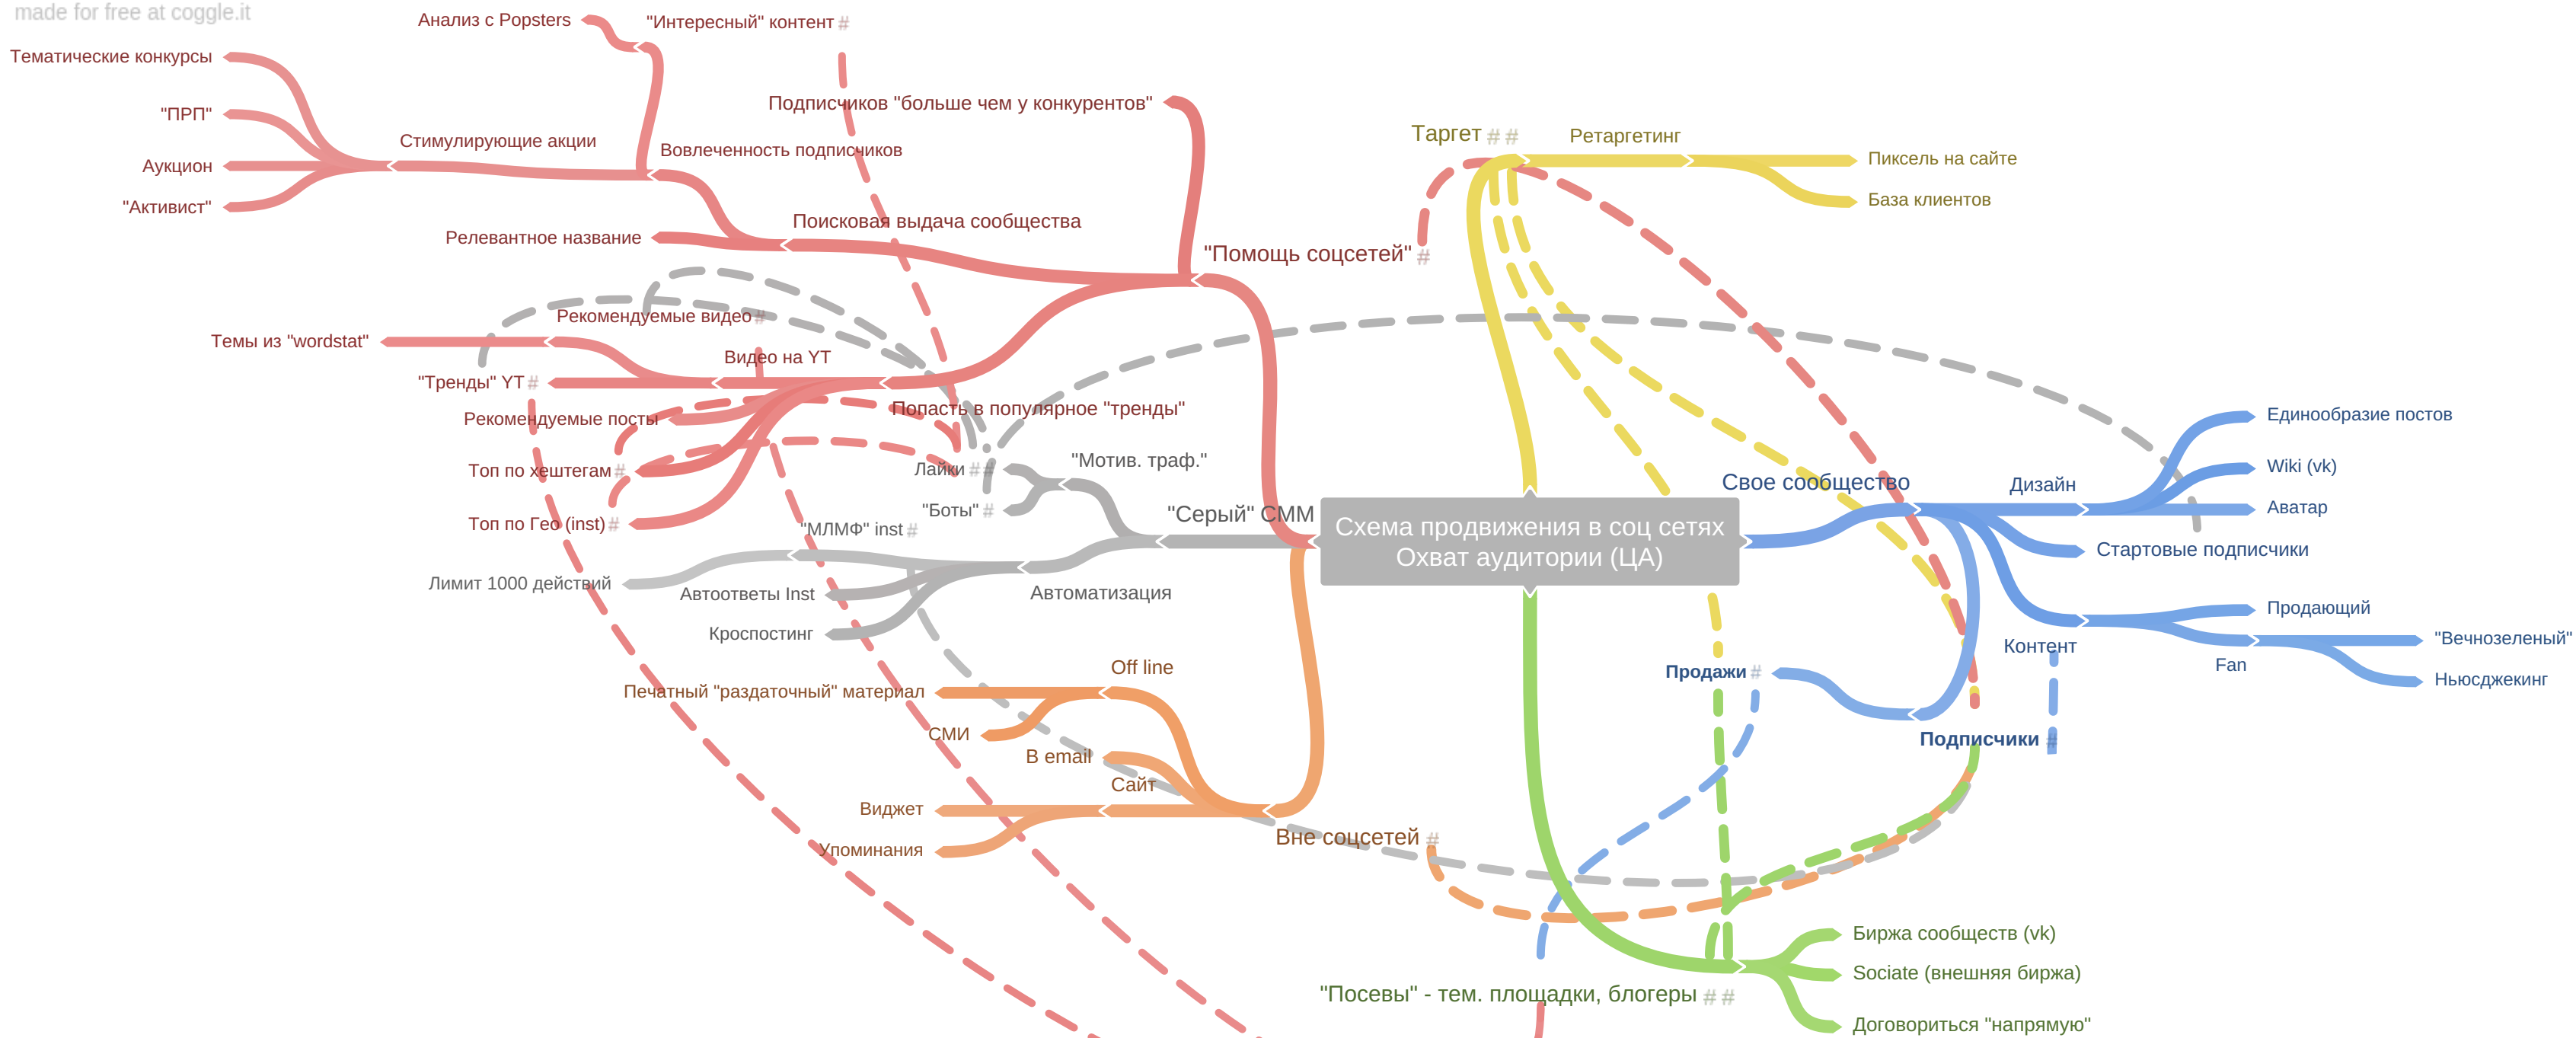 made for free at coggle.it
Анализ с Popsters
"Интересный" контент #
Тематические конкурсы
"ПРП"
Аукцион
"Активист"
Стимулирующие акции
Вовлеченность подписчиков
Подписчиков "больше чем у конкурентов"
Поисковая выдача сообщества
Релевантное название
"Помощь соцсетей" #
Рекомендуемые видео #
Темы из "wordstat"
Видео на YT
"Тренды" YT #
Рекомендуемые посты
Попасть в популярное "тренды"
Топ по хештегам #
Топ по Гео (inst) #
Лайки # #
"Мотив. траф."
"Боты" #
"Серый" СММ
"МЛМФ" inst #
Лимит 1000 действий
Автоответы Inst
Автоматизация
Кроспостинг
Off line
Печатный "раздаточный" материал
СМИ
В email
Сайт
Виджет
Упоминания
Вне соцсетей #
Схема продвижения в соц сетях
Охват аудитории (ЦА)
Таргет # #
Ретаргетинг
Пиксель на сайте
База клиентов
Свое сообщество
Дизайн
Единообразие постов
Wiki (vk)
Аватар
Стартовые подписчики
Контент
Продающий
Fan
"Вечнозеленый"
Ньюсджекинг
Продажи #
Подписчики #
"Посевы" - тем. площадки, блогеры # #
Биржа сообществ (vk)
Sociate (внешняя биржа)
Договориться "напрямую"